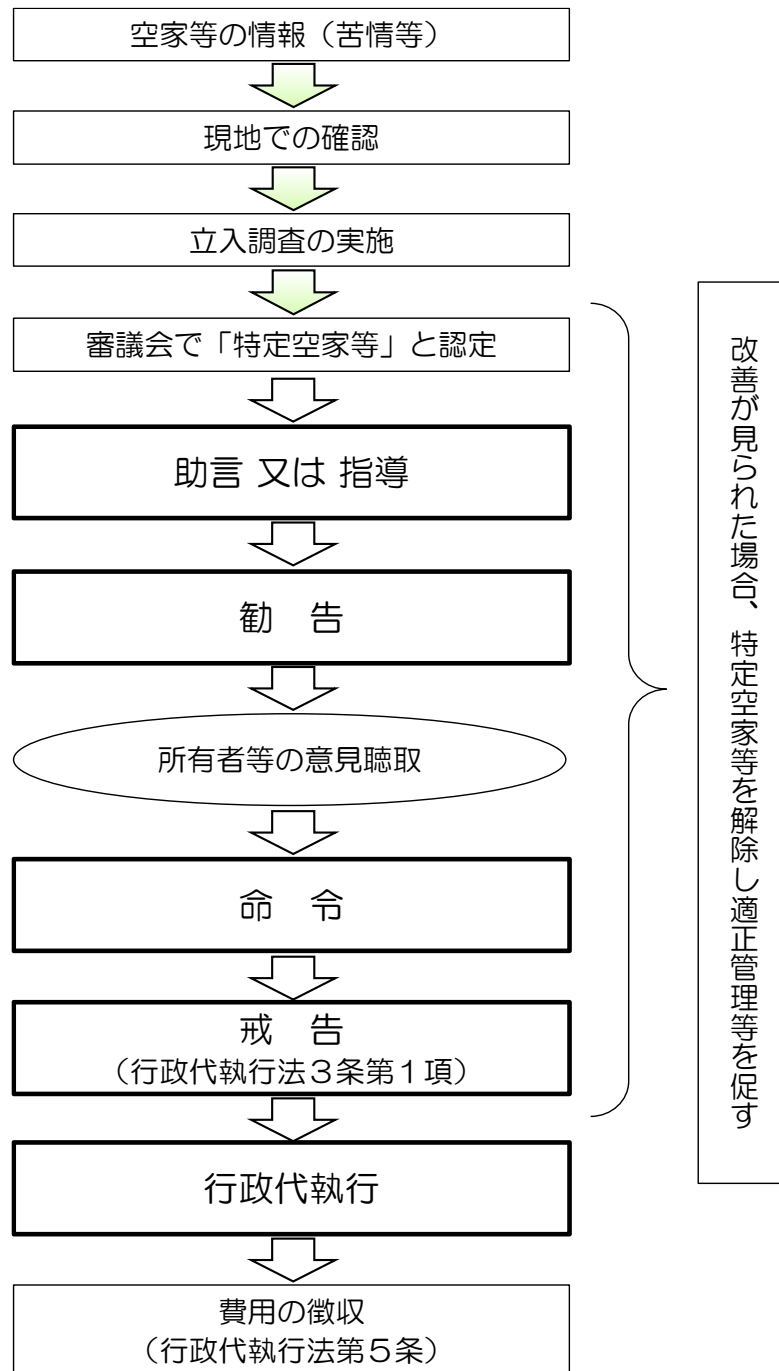 空家等の情報（苦情等）
現地での確認
立入調査の実施
審議会で「特定空家等」と認定
助言 又は 指導
勧　告
所有者等の意見聴取
命　令
戒　告
（行政代執行法３条第１項）
行政代執行
費用の徴収
（行政代執行法第５条）
改善が見られた場合、特定空家等を解除し適正管理等を促す